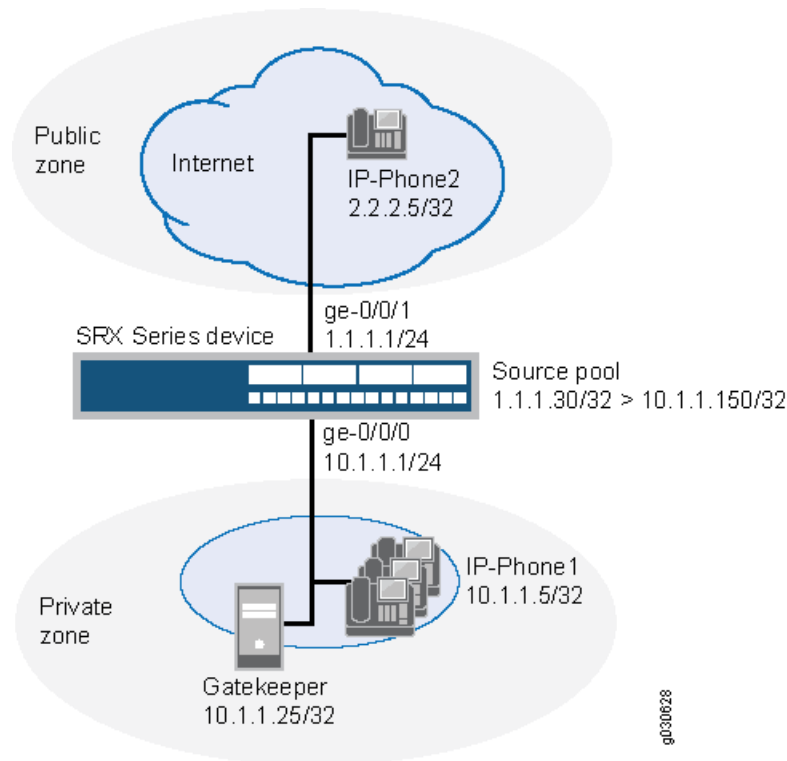 Public
zone
Internet
IP-Phone2
2.2.2.5/32
ge-0/0/1
1.1.1.1/24
SRX Series device
Source pool
1.1.1.30/32 > 10.1.1.150/32
ge-0/0/0
10.1.1.1/24
IP-Phone1
10.1.1.5/32
Private
zone
Gatekeeper
10.1.1.25/32
g030628